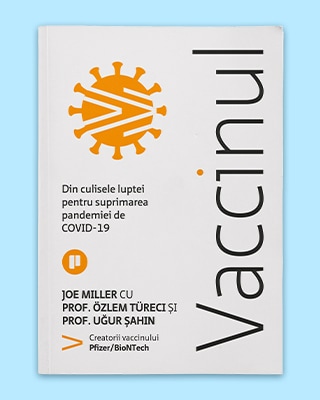 Vaccinul
Din culisele luptei
pentru suprimarea
pandemiei de
COVID-19
JOE MILLER CU
PROF. ÖZLEM TÜRECI ȘI
PROF. UĞUR ŞAHIN
Creatorii vaccinului
Pfizer/BioNTech